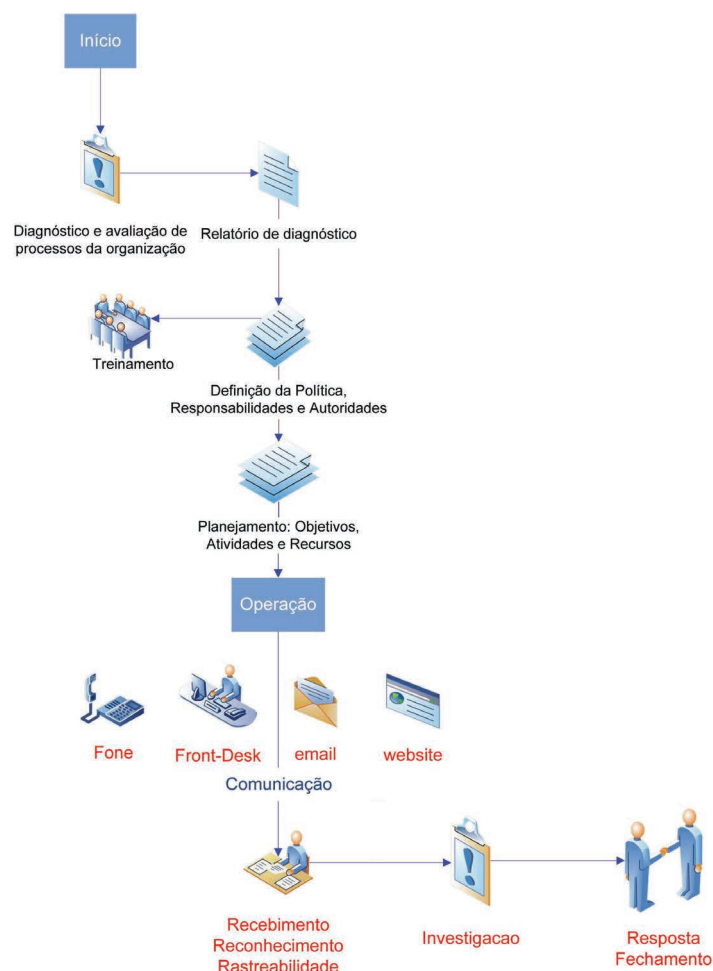 Início
Diagnóstico e avaliação de
processos da organização
Relatório de diagnóstico
Treinamento
Definição da Política,
Responsabilidades e Autoridades
Planejamento: Objetivos,
Atividades e Recursos
Operação
Fone
Front-Desk
email
website
Comunicação
Recebimento
Reconhecimento
Rastreabilidade
Investigacao
Resposta
Fechamento